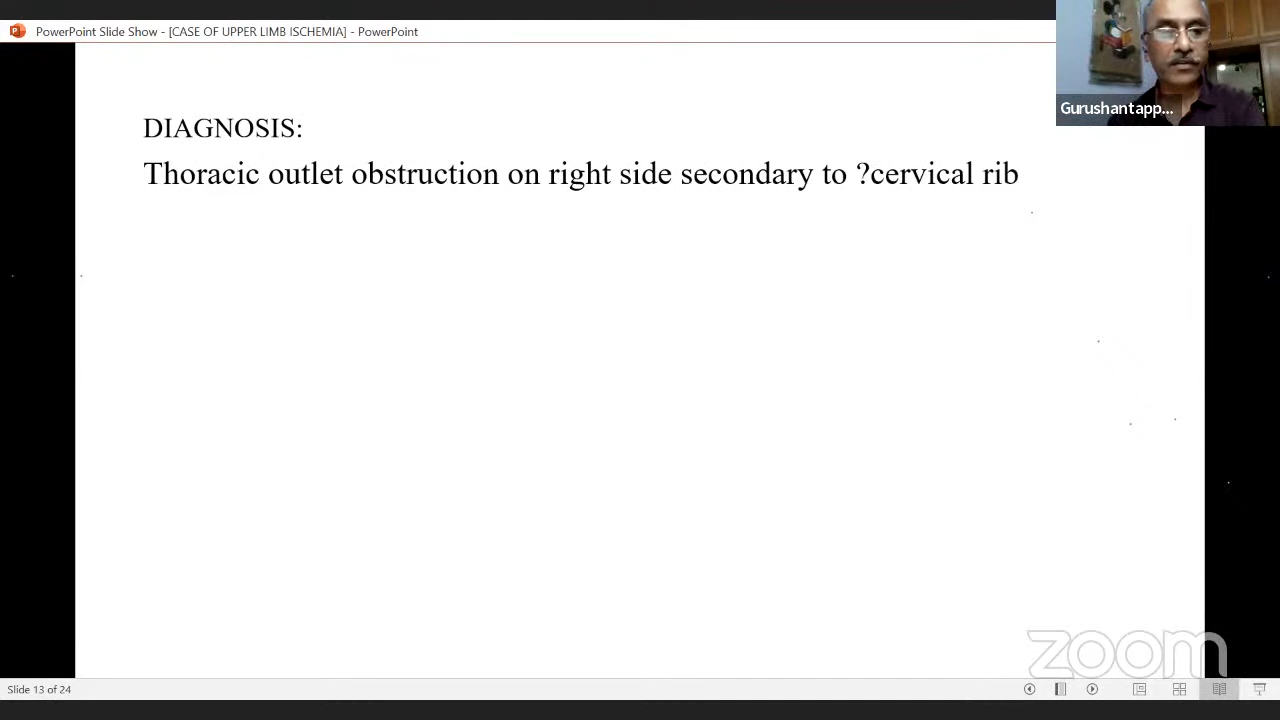 PowerPoint Slide Show - [CASE OF UPPER LIMB ISCHEMIA] - PowerPoint
Gurushantapp...
DIAGNOSIS:
Thoracic outlet obstruction on right side secondary to ?cervical rib
zoom
Slide 13 of 24